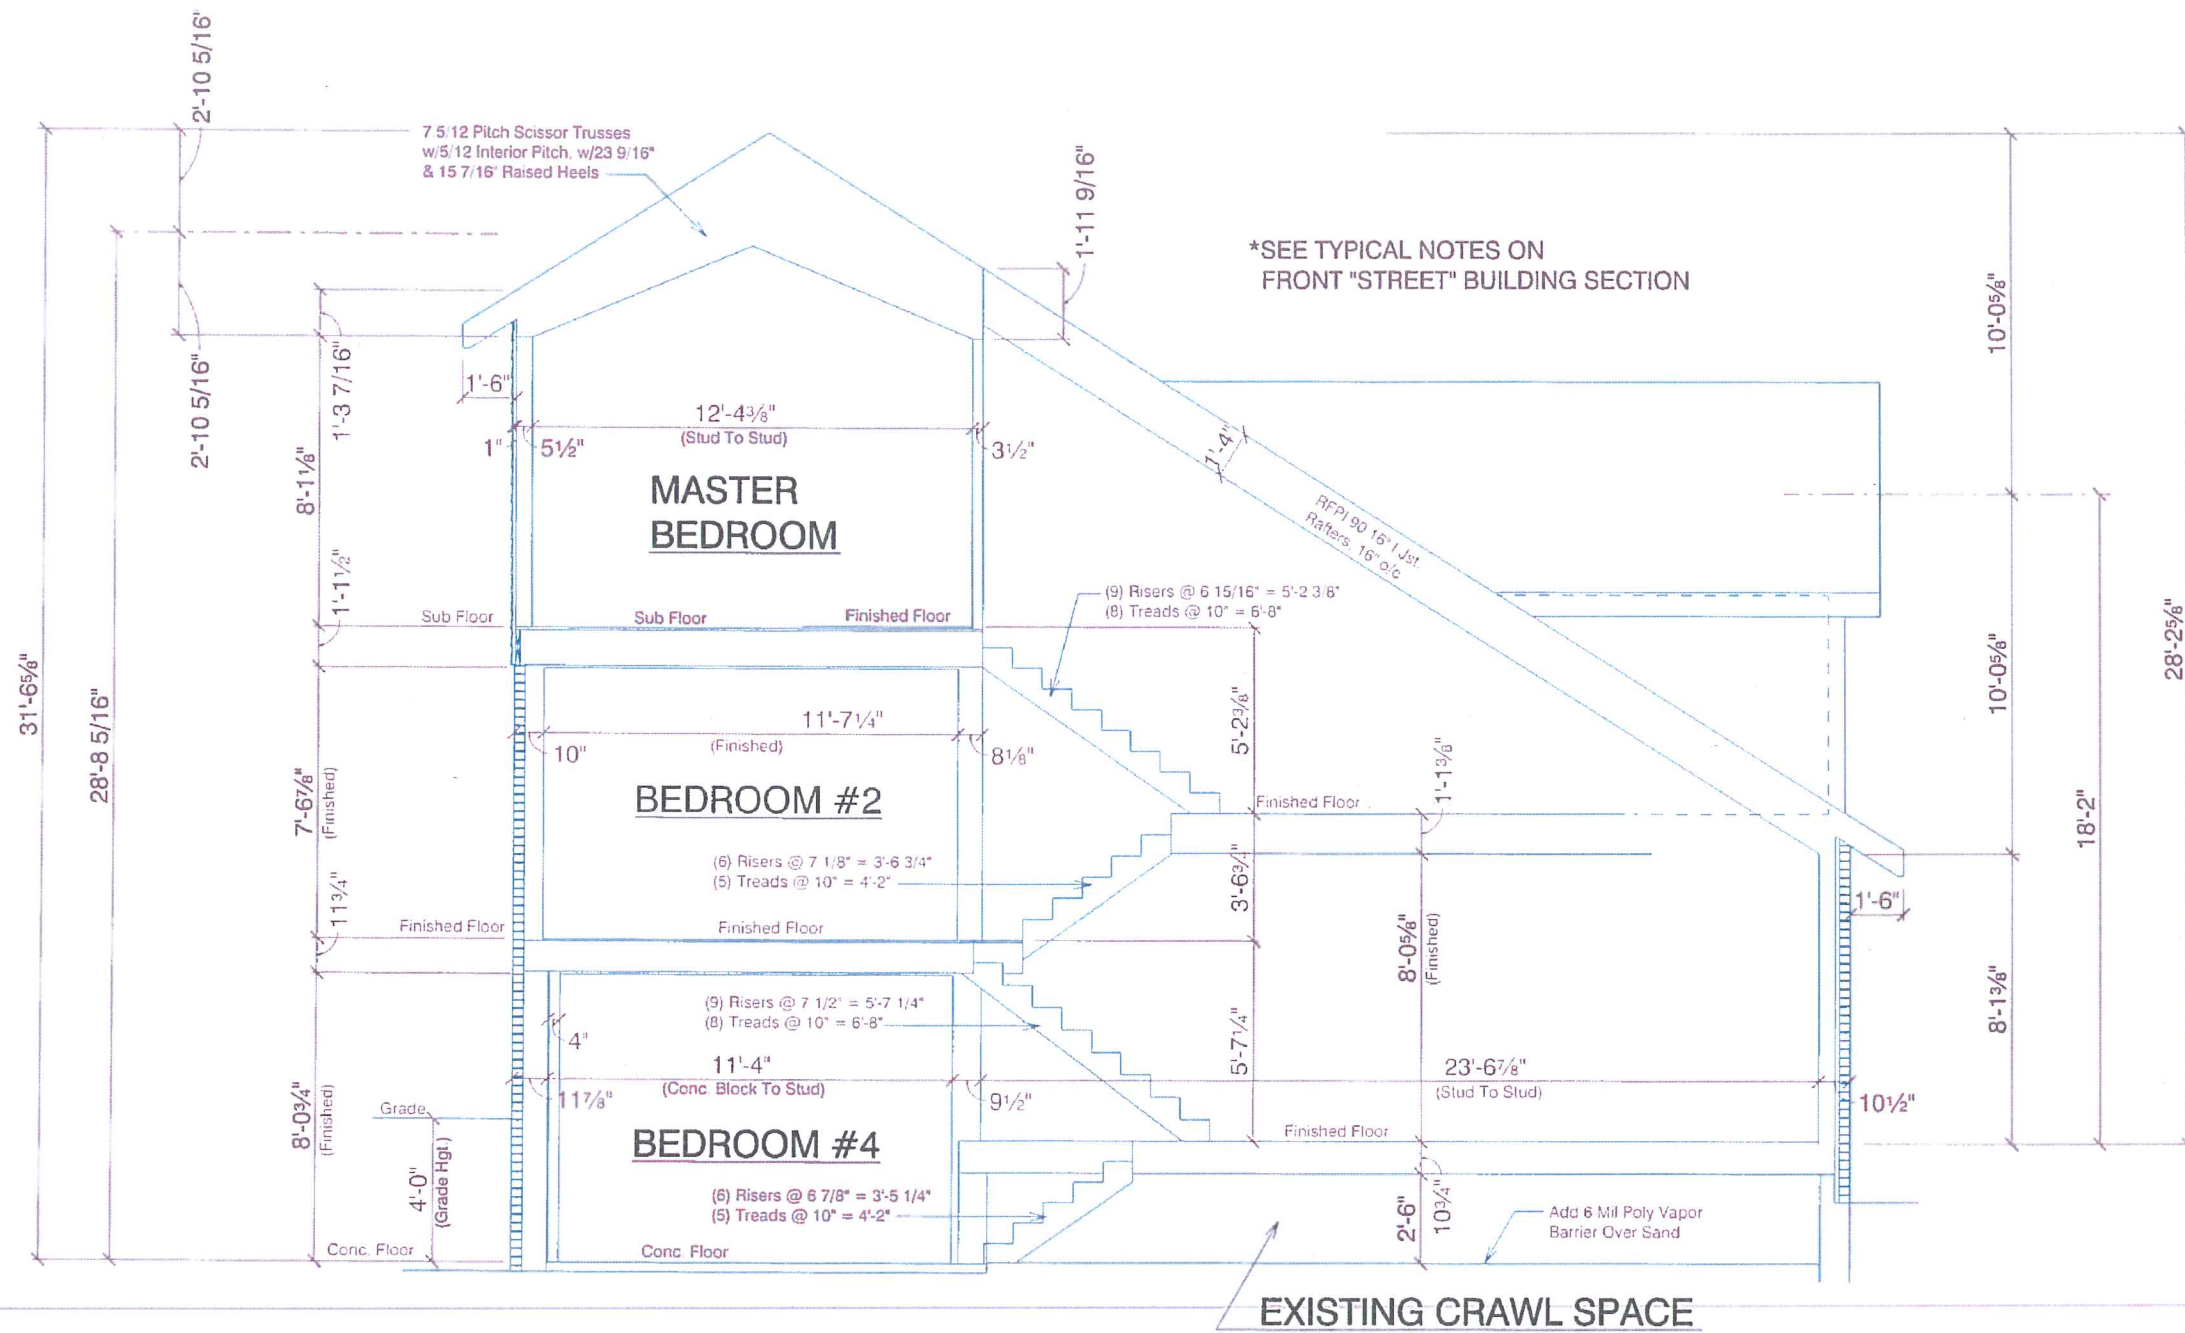 2'-10 5/16"
7 5/12 Pitch Scissor Trusses
w/5/12 Interior Pitch, w/23 9/16"
& 15 7/16" Raised Heels
1'-11 9/16"
*SEE TYPICAL NOTES ON
FRONT "STREET" BUILDING SECTION
10'-0⅝"
2'-10 5/16"
1'-3 7/16"
1'-6"
12'-4⅜"
(Stud To Stud)
1"
5½"
3½"
1'-4"
8'-1⅛"
MASTER
BEDROOM
RFPI 90 16" I Jst.
Rafters, 16" o/c
1'-1½"
(9) Risers @ 6 15/16" = 5'-2 3/8"
(8) Treads @ 10" = 6'-8"
Sub Floor
Sub Floor
Finished Floor
31'-6⅝"
28'-8 5/16"
28'-2⅝"
10'-0⅝"
5'-2⅜"
11'-7¼"
(Finished)
10"
8⅛"
1'-1⅜"
7'-6⅞"
(Finished)
BEDROOM #2
Finished Floor
18'-2"
(6) Risers @ 7 1/8" = 3'-6 3/4"
(5) Treads @ 10" = 4'-2"
3'-6¾"
11¾"
1'-6"
Finished Floor
Finished Floor
8'-0⅝"
(Finished)
8'-1⅜"
(9) Risers @ 7 1/2" = 5'-7 1/4"
(8) Treads @ 10" = 6'-8"
4"
5'-7¼"
11'-4"
(Conc. Block To Stud)
23'-6⅞"
(Stud To Stud)
11⅞"
9½"
10½"
8'-0¾"
(Finished)
Grade
BEDROOM #4
Finished Floor
4'-0"
(Grade Hgt.)
(6) Risers @ 6 7/8" = 3'-5 1/4"
(5) Treads @ 10" = 4'-2"
2'-6"
10¾"
Add 6 Mil Poly Vapor
Barrier Over Sand
Conc. Floor
Conc. Floor
EXISTING CRAWL SPACE